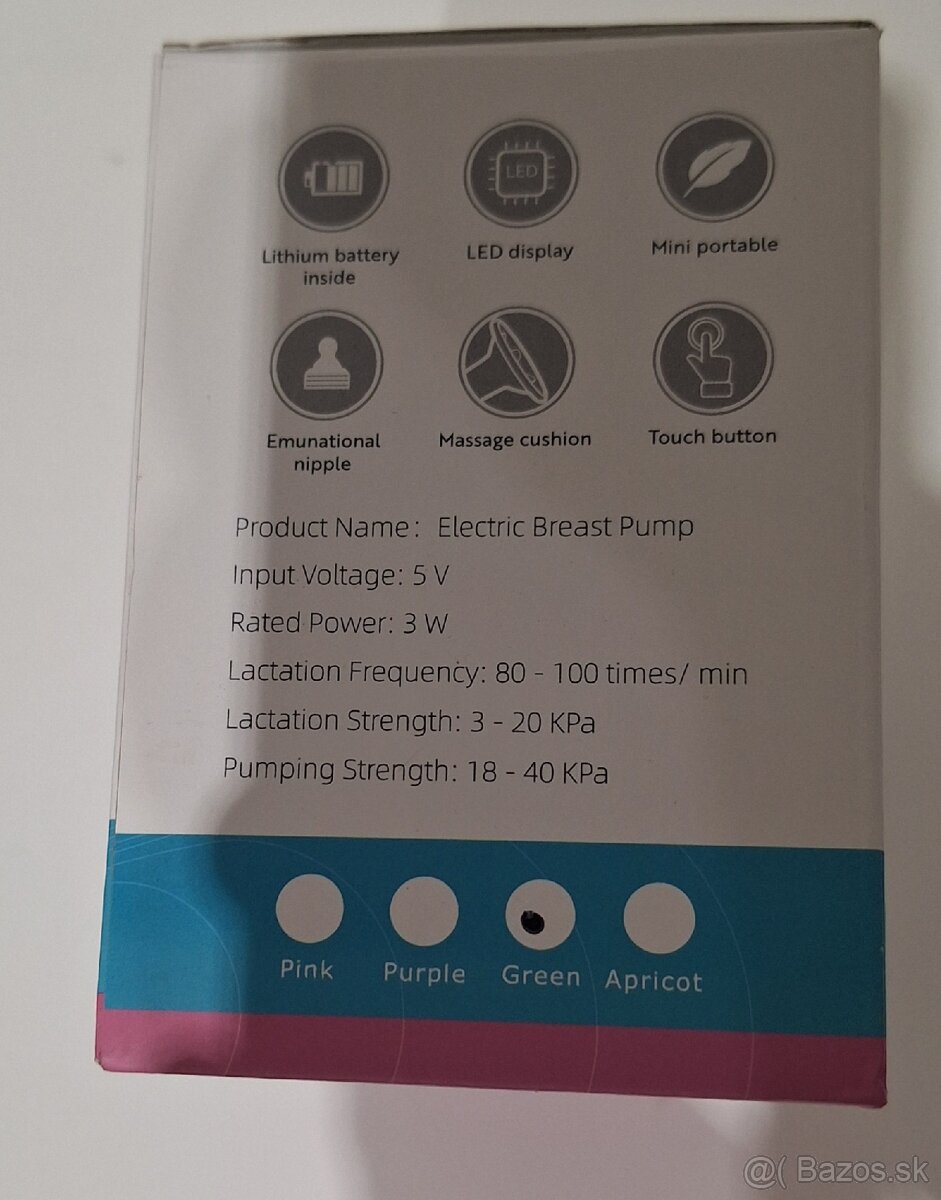 LED
Lithium battery
inside
LED display
Mini portable
Emunational
nipple
Massage cushion
Touch button
Product Name: Electric Breast Pump
Input Voltage: 5 V
Rated Power: 3 W
Lactation Frequency: 80 - 100 times/ min
Lactation Strength: 3 - 20 KPa
Pumping Strength: 18 - 40 KPa
Pink
Purple
Green
Apricot
@( Bazos.sk